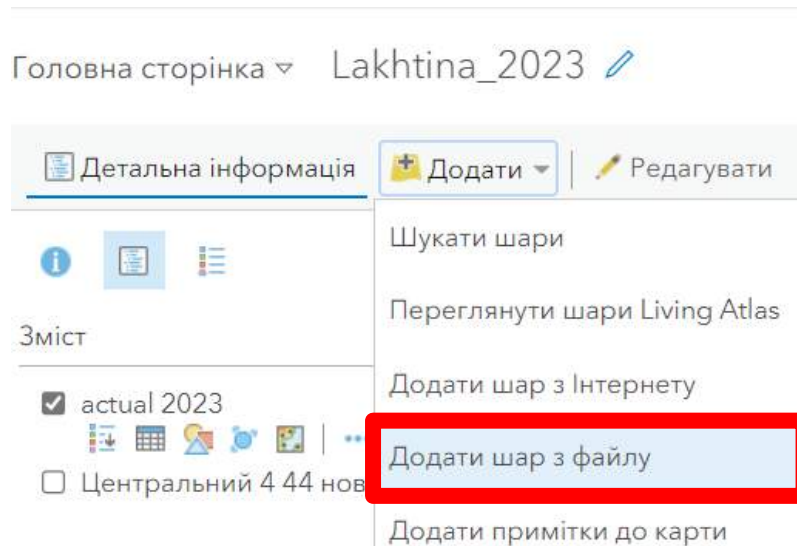 Головна сторінка Lakhtina_2023
Детальна інформація Додати Редагувати
Шукати шари
Переглянути шари Living Atlas
Зміст
Додати шар з Інтернету
actual 2023
Додати шар з файлу
Центральний 4 44 нов
Додати примітки до карти